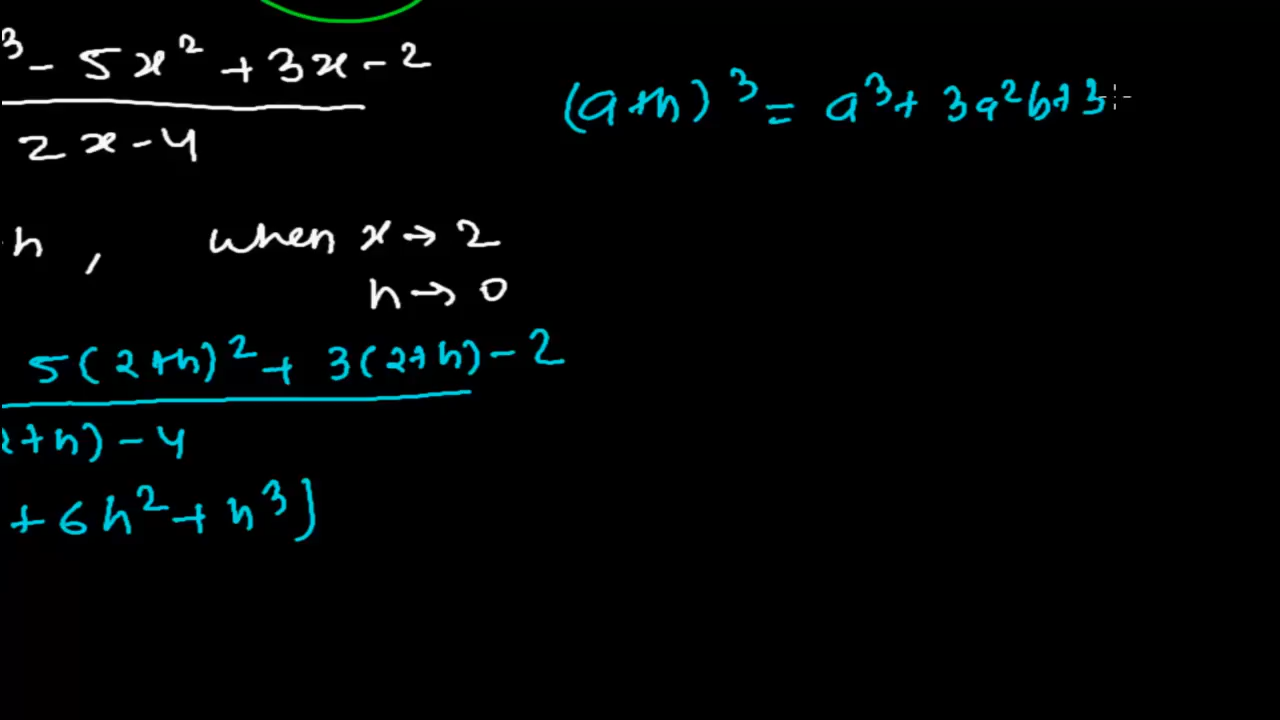 ³ - 5x² + 3x - 2
2x - 4
(a+h)³ = a³ + 3a²b + 3
h , when x → 2
h → 0
5(2+h)² + 3(2+h) - 2
2+h) - 4
+ 6h² + h³]